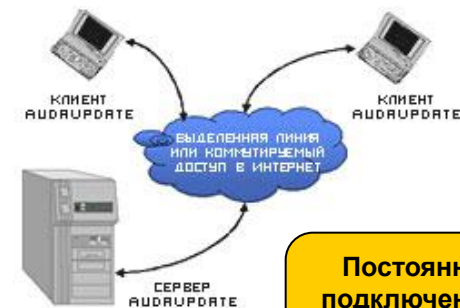 КЛИЕНТ
AUDAUPDATE
КЛИЕНТ
AUDAUPDATE
ВЫДЕЛЕННАЯ ЛИНИЯ
ИЛИ КОММУТИРУЕМЫЙ
ДОСТУП В ИНТЕРНЕТ
СЕРВЕР
AUDAUPDATE
Постоянн
подключен